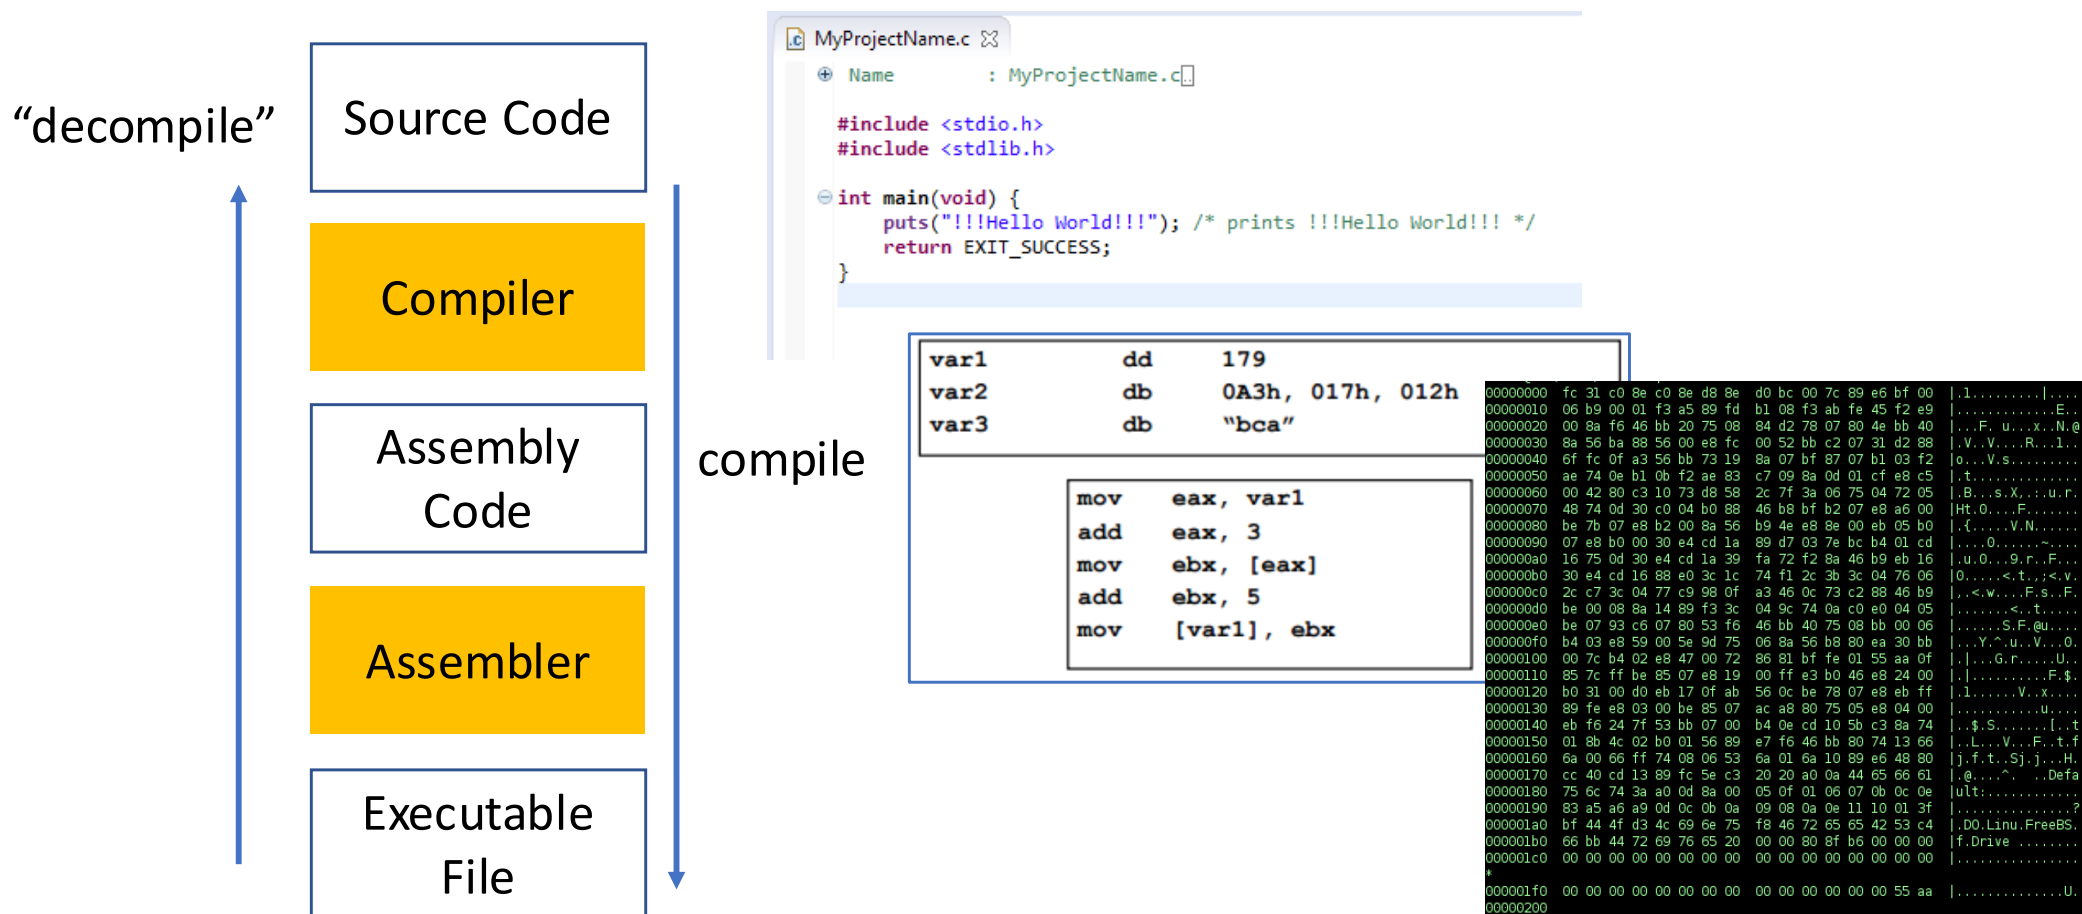 “decompile”
Source Code
Compiler
Assembly
Code
Assembler
Executable
File
compile
MyProjectName.c
Name : MyProjectName.c
#include <stdio.h>
#include <stdlib.h>
int main(void) {
puts("!!!Hello World!!!"); /* prints !!!Hello World!!! */
return EXIT_SUCCESS;
}
var1 dd 179
var2 db 0A3h, 017h, 012h
var3 db “bca”
mov eax, var1
add eax, 3
mov ebx, [eax]
add ebx, 5
mov [var1], ebx
00000000 fc 31 c0 8e c0 8e d8 8e d0 bc 00 7c 89 e6 bf 00 |.1.........|....
00000010 06 b9 00 01 f3 a5 89 fd b1 08 f3 ab fe 45 f2 e9 |.............E..
00000020 00 8a f6 46 bb 20 75 08 84 d2 78 07 80 4e bb 40 |...F. u...x..N.@
00000030 8a 56 ba 88 56 00 e8 fc 00 52 bb c2 07 31 d2 88 |.V..V....R...1..
00000040 6f fc 0f a3 56 bb 73 19 8a 07 bf 87 07 b1 03 f2 |o...V.s.........
00000050 ae 74 0e b1 0b f2 ae 83 c7 09 8a 0d 01 cf e8 c5 |.t..............
00000060 00 42 80 c3 10 73 d8 58 2c 7f 3a 06 75 04 72 05 |.B...s.X,.:.u.r.
00000070 48 74 0d 30 c0 04 b0 88 46 b8 bf b2 07 e8 a6 00 |Ht.0....F.......
00000080 be 7b 07 e8 b2 00 8a 56 b9 4e e8 8e 00 eb 05 b0 |.{.....V.N......
00000090 07 e8 b0 00 30 e4 cd 1a 89 d7 03 7e bc b4 01 cd |....0......~....
000000a0 16 75 0d 30 e4 cd 1a 39 fa 72 f2 8a 46 b9 eb 16 |.u.0...9.r..F...
000000b0 30 e4 cd 16 88 e0 3c 1c 74 f1 2c 3b 3c 04 76 06 |0.....<.t.,;<.v.
000000c0 2c c7 3c 04 77 c9 98 0f a3 46 0c 73 c2 88 46 b9 |,.<.w....F.s..F.
000000d0 be 00 08 8a 14 89 f3 3c 04 9c 74 0a c0 e0 04 05 |.......<..t.....
000000e0 be 07 93 c6 07 80 53 f6 46 bb 40 75 08 bb 00 06 |......S.F.@u....
000000f0 b4 03 e8 59 00 5e 9d 75 06 8a 56 b8 80 ea 30 bb |...Y.^.u..V...0.
00000100 00 7c b4 02 e8 47 00 72 86 81 bf fe 01 55 aa 0f |.|...G.r.....U..
00000110 85 7c ff be 85 07 e8 19 00 ff e3 b0 46 e8 24 00 |.|..........F.$.
00000120 b0 31 00 d0 eb 17 0f ab 56 0c be 78 07 e8 eb ff |.1......V..x....
00000130 89 fe e8 03 00 be 85 07 ac a8 80 75 05 e8 04 00 |...........u....
00000140 eb f6 24 7f 53 bb 07 00 b4 0e cd 10 5b c3 8a 74 |..$.S.......[..t
00000150 01 8b 4c 02 b0 01 56 89 e7 f6 46 bb 80 74 13 66 |..L...V...F..t.f
00000160 6a 00 66 ff 74 08 06 53 6a 01 6a 10 89 e6 48 80 |j.f.t..Sj.j...H.
00000170 cc 40 cd 13 89 fc 5e c3 20 20 a0 0a 44 65 66 61 |.@....^. ..Defa
00000180 75 6c 74 3a a0 0d 8a 00 05 0f 01 06 07 0b 0c 0e |ult:............
00000190 83 a5 a6 a9 0d 0c 0b 0a 09 08 0a 0e 11 10 01 3f |...............?
000001a0 bf 44 4f d3 4c 69 6e 75 f8 46 72 65 65 42 53 c4 |.DO.Linu.FreeBS.
000001b0 66 bb 44 72 69 76 65 20 00 00 80 8f b6 00 00 00 |f.Drive ........
000001c0 00 00 00 00 00 00 00 00 00 00 00 00 00 00 00 00 |................
*
000001f0 00 00 00 00 00 00 00 00 00 00 00 00 00 00 55 aa |..............U.
00000200